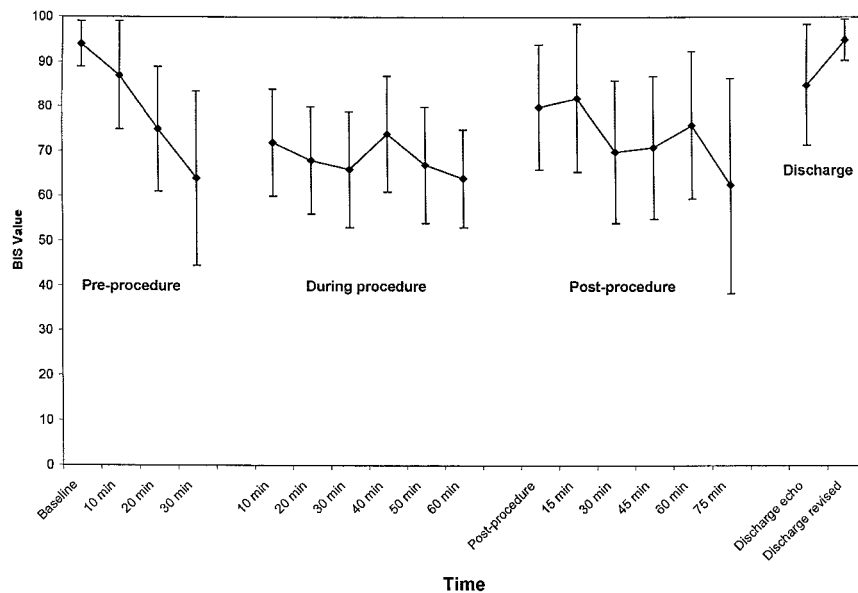 100
90
80
70
60
50
40
30
20
10
0
BIS Value
Pre-procedure
During procedure
Post-procedure
Discharge
Baseline
10 min
20 min
30 min
10 min
20 min
30 min
40 min
50 min
60 min
Post-procedure
15 min
30 min
45 min
60 min
75 min
Discharge echo
Discharge revised
Time